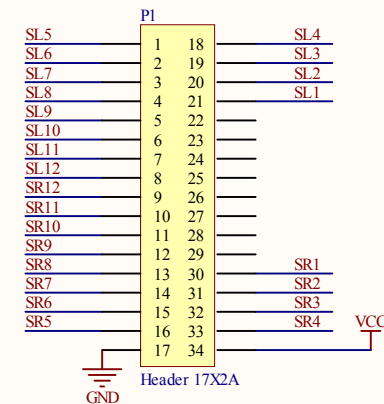 P1
SL5 1 18 SL4
SL6 2 19 SL3
SL7 3 20 SL2
SL8 4 21 SL1
SL9 5 22
SL10 6 23
SL11 7 24
SL12 8 25
SR12 9 26
SR11 10 27
SR10 11 28
SR9 12 29
SR8 13 30 SR1
SR7 14 31 SR2
SR6 15 32 SR3
SR5 16 33 SR4
VCC
17 34
Header 17X2A
GND